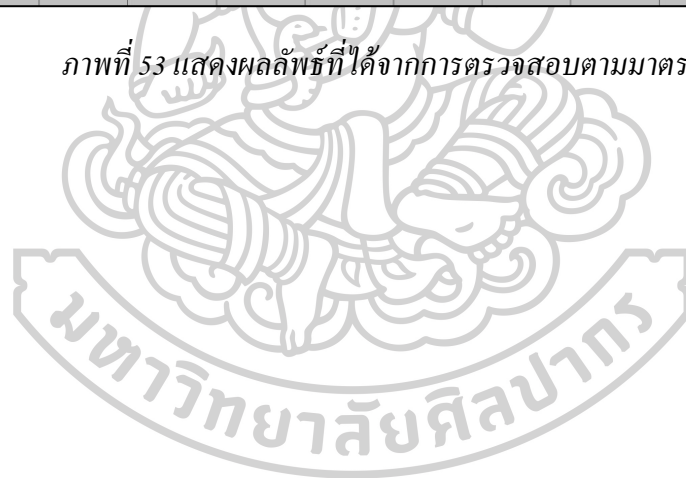 ภาพที่ 53 แสดงผลลัพธ์ที่ได้จากการตรวจสอบตามมาตร
มหาวิทยาลัยศิลปากร